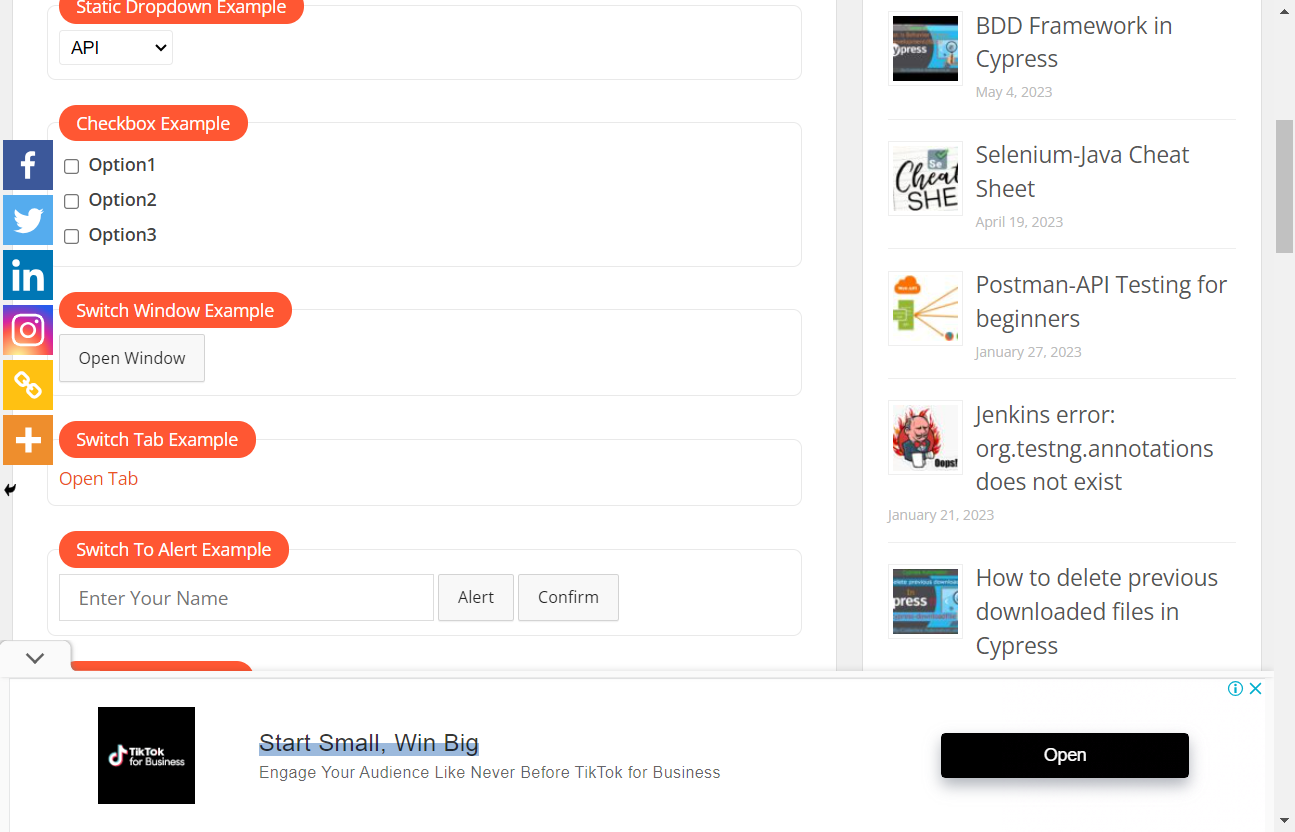 Static Dropdown Example
API
Checkbox Example
Option1
Option2
Option3
Switch Window Example
Open Window
Switch Tab Example
Open Tab
Switch To Alert Example
Enter Your Name
Alert
Confirm
BDD Framework in
Cypress
May 4, 2023
Selenium-Java Cheat
Sheet
April 19, 2023
Postman-API Testing for
beginners
January 27, 2023
Oops!
Jenkins error:
org.testng.annotations
does not exist
January 21, 2023
How to delete previous
downloaded files in
Cypress
TikTok
for Business
Start Small, Win Big
Engage Your Audience Like Never Before TikTok for Business
Open